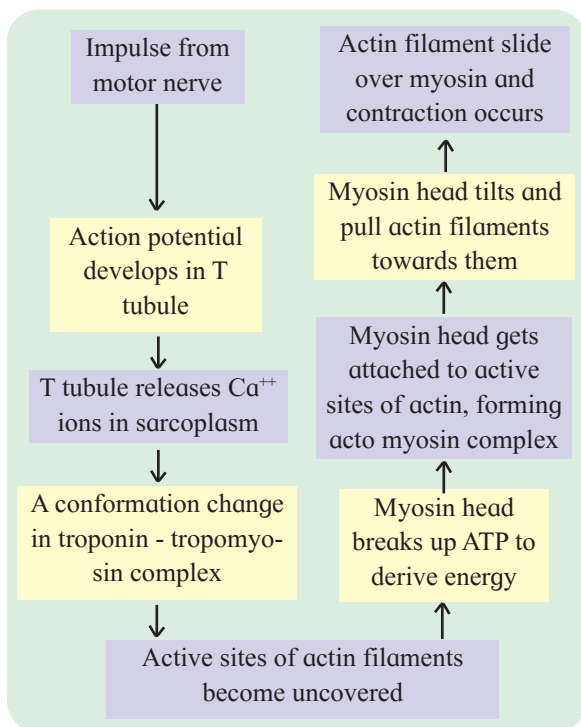 Impulse from
motor nerve
Action potential
develops in T
tubule
T tubule releases Ca⁺⁺
ions in sarcoplasm
A conformation change
in troponin - tropomyo-
sin complex
Active sites of actin filaments
become uncovered
Myosin head
breaks up ATP to
derive energy
Myosin head gets
attached to active
sites of actin, forming
acto myosin complex
Myosin head tilts and
pull actin filaments
towards them
Actin filament slide
over myosin and
contraction occurs